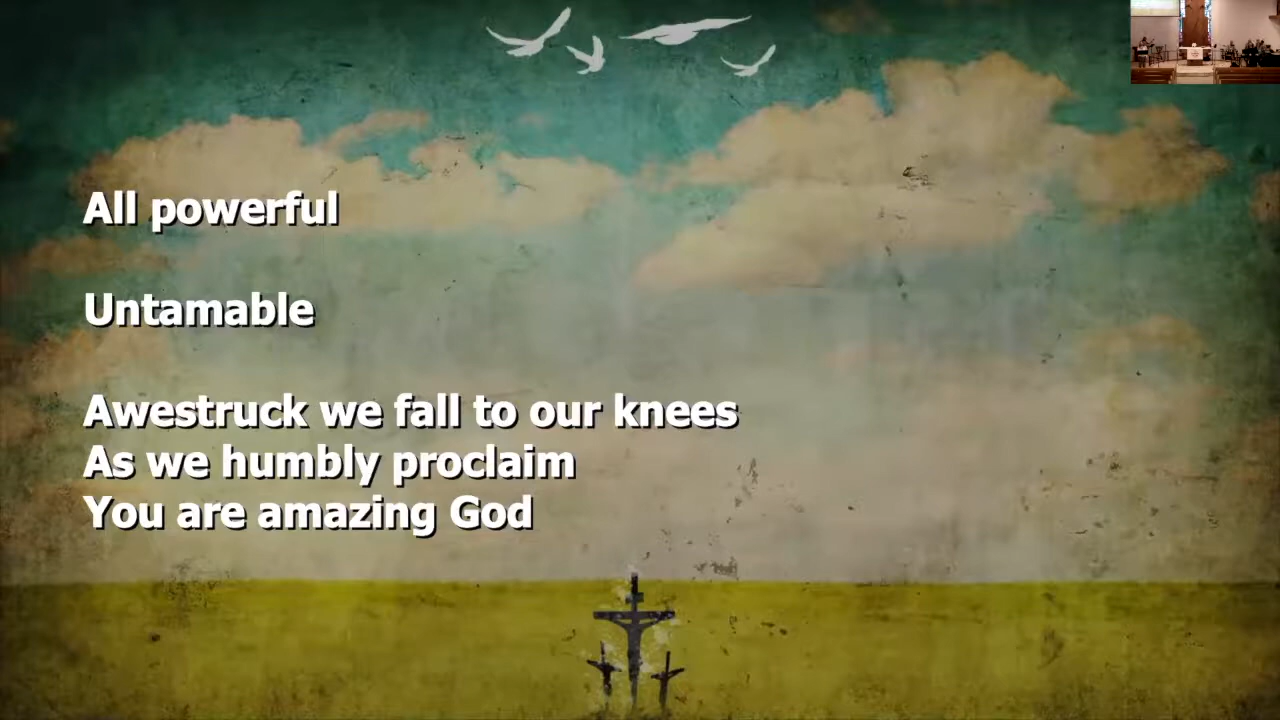 All powerful
Untamable
Awestruck we fall to our knees
As we humbly proclaim
You are amazing God